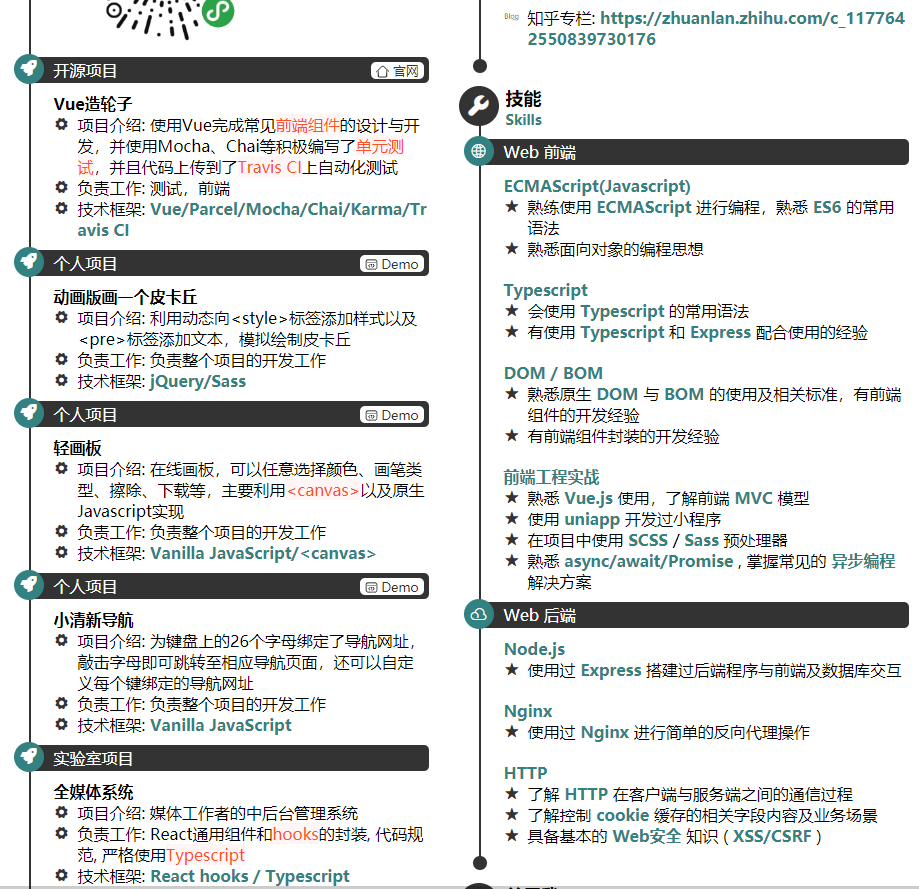 开源项目
官网
Vue造轮子
项目介绍: 使用Vue完成常见前端组件的设计与开
发，并使用Mocha、Chai等积极编写了单元测
试，并且代码上传到了Travis CI上自动化测试
负责工作: 测试，前端
技术框架: Vue/Parcel/Mocha/Chai/Karma/Tr
avis CI
个人项目
Demo
动画版画一个皮卡丘
项目介绍: 利用动态向<style>标签添加样式以及
<pre>标签添加文本，模拟绘制皮卡丘
负责工作: 负责整个项目的开发工作
技术框架: jQuery/Sass
个人项目
Demo
轻画板
项目介绍: 在线画板，可以任意选择颜色、画笔类
型、擦除、下载等，主要利用<canvas>以及原生
Javascript实现
负责工作: 负责整个项目的开发工作
技术框架: Vanilla JavaScript/<canvas>
个人项目
Demo
小清新导航
项目介绍: 为键盘上的26个字母绑定了导航网址，
敲击字母即可跳转至相应导航页面，还可以自定
义每个键绑定的导航网址
负责工作: 负责整个项目的开发工作
技术框架: Vanilla JavaScript
实验室项目
全媒体系统
项目介绍: 媒体工作者的中后台管理系统
负责工作: React通用组件和hooks的封装, 代码规
范, 严格使用Typescript
技术框架: React hooks / Typescript
Blog 知乎专栏: https://zhuanlan.zhihu.com/c_117764
2550839730176
技能
Skills
Web 前端
ECMAScript(Javascript)
★ 熟练使用 ECMAScript 进行编程，熟悉 ES6 的常用
语法
★ 熟悉面向对象的编程思想
Typescript
★ 会使用 Typescript 的常用语法
★ 有使用 Typescript 和 Express 配合使用的经验
DOM / BOM
★ 熟悉原生 DOM 与 BOM 的使用及相关标准，有前端
组件的开发经验
★ 有前端组件封装的开发经验
前端工程实战
★ 熟悉 Vue.js 使用，了解前端 MVC 模型
★ 使用 uniapp 开发过小程序
★ 在项目中使用 SCSS / Sass 预处理器
★ 熟悉 async/await/Promise , 掌握常见的 异步编程
解决方案
Web 后端
Node.js
★ 使用过 Express 搭建过后端程序与前端及数据库交互
Nginx
★ 使用过 Nginx 进行简单的反向代理操作
HTTP
★ 了解 HTTP 在客户端与服务端之间的通信过程
★ 了解控制 cookie 缓存的相关字段内容及业务场景
★ 具备基本的 Web安全 知识 ( XSS/CSRF )